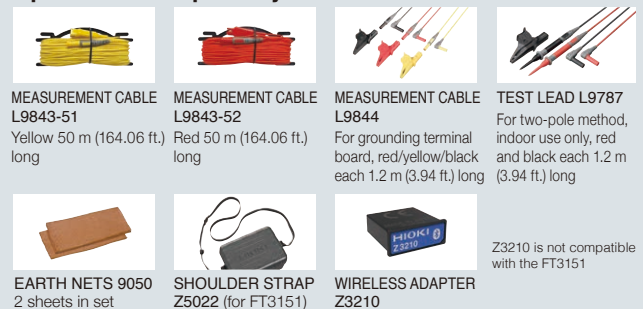 MEASUREMENT CABLE
L9843-51
Yellow 50 m (164.06 ft.)
long
MEASUREMENT CABLE
L9843-52
Red 50 m (164.06 ft.)
long
MEASUREMENT CABLE
L9844
For grounding terminal
board, red/yellow/black
each 1.2 m (3.94 ft.) long
TEST LEAD L9787
For two-pole method,
indoor use only, red
and black each 1.2 m
(3.94 ft.) long
EARTH NETS 9050
2 sheets in set
SHOULDER STRAP
Z5022 (for FT3151)
HIOKI
Z3210
WIRELESS ADAPTER
Z3210
Z3210 is not compatible
with the FT3151